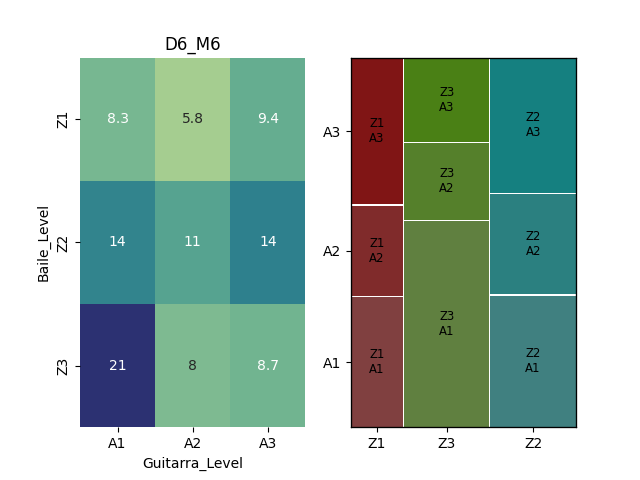 D6_M6
Baile_Level
Z1
8.3
5.8
9.4
Z2
14
11
14
Z3
21
8
8.7
A1
A2
A3
Guitarra_Level
A3
A2
A1
Z1
A3
Z3
A3
Z2
A3
Z3
A2
Z1
A2
Z2
A2
Z3
A1
Z1
A1
Z2
A1
Z1
Z3
Z2